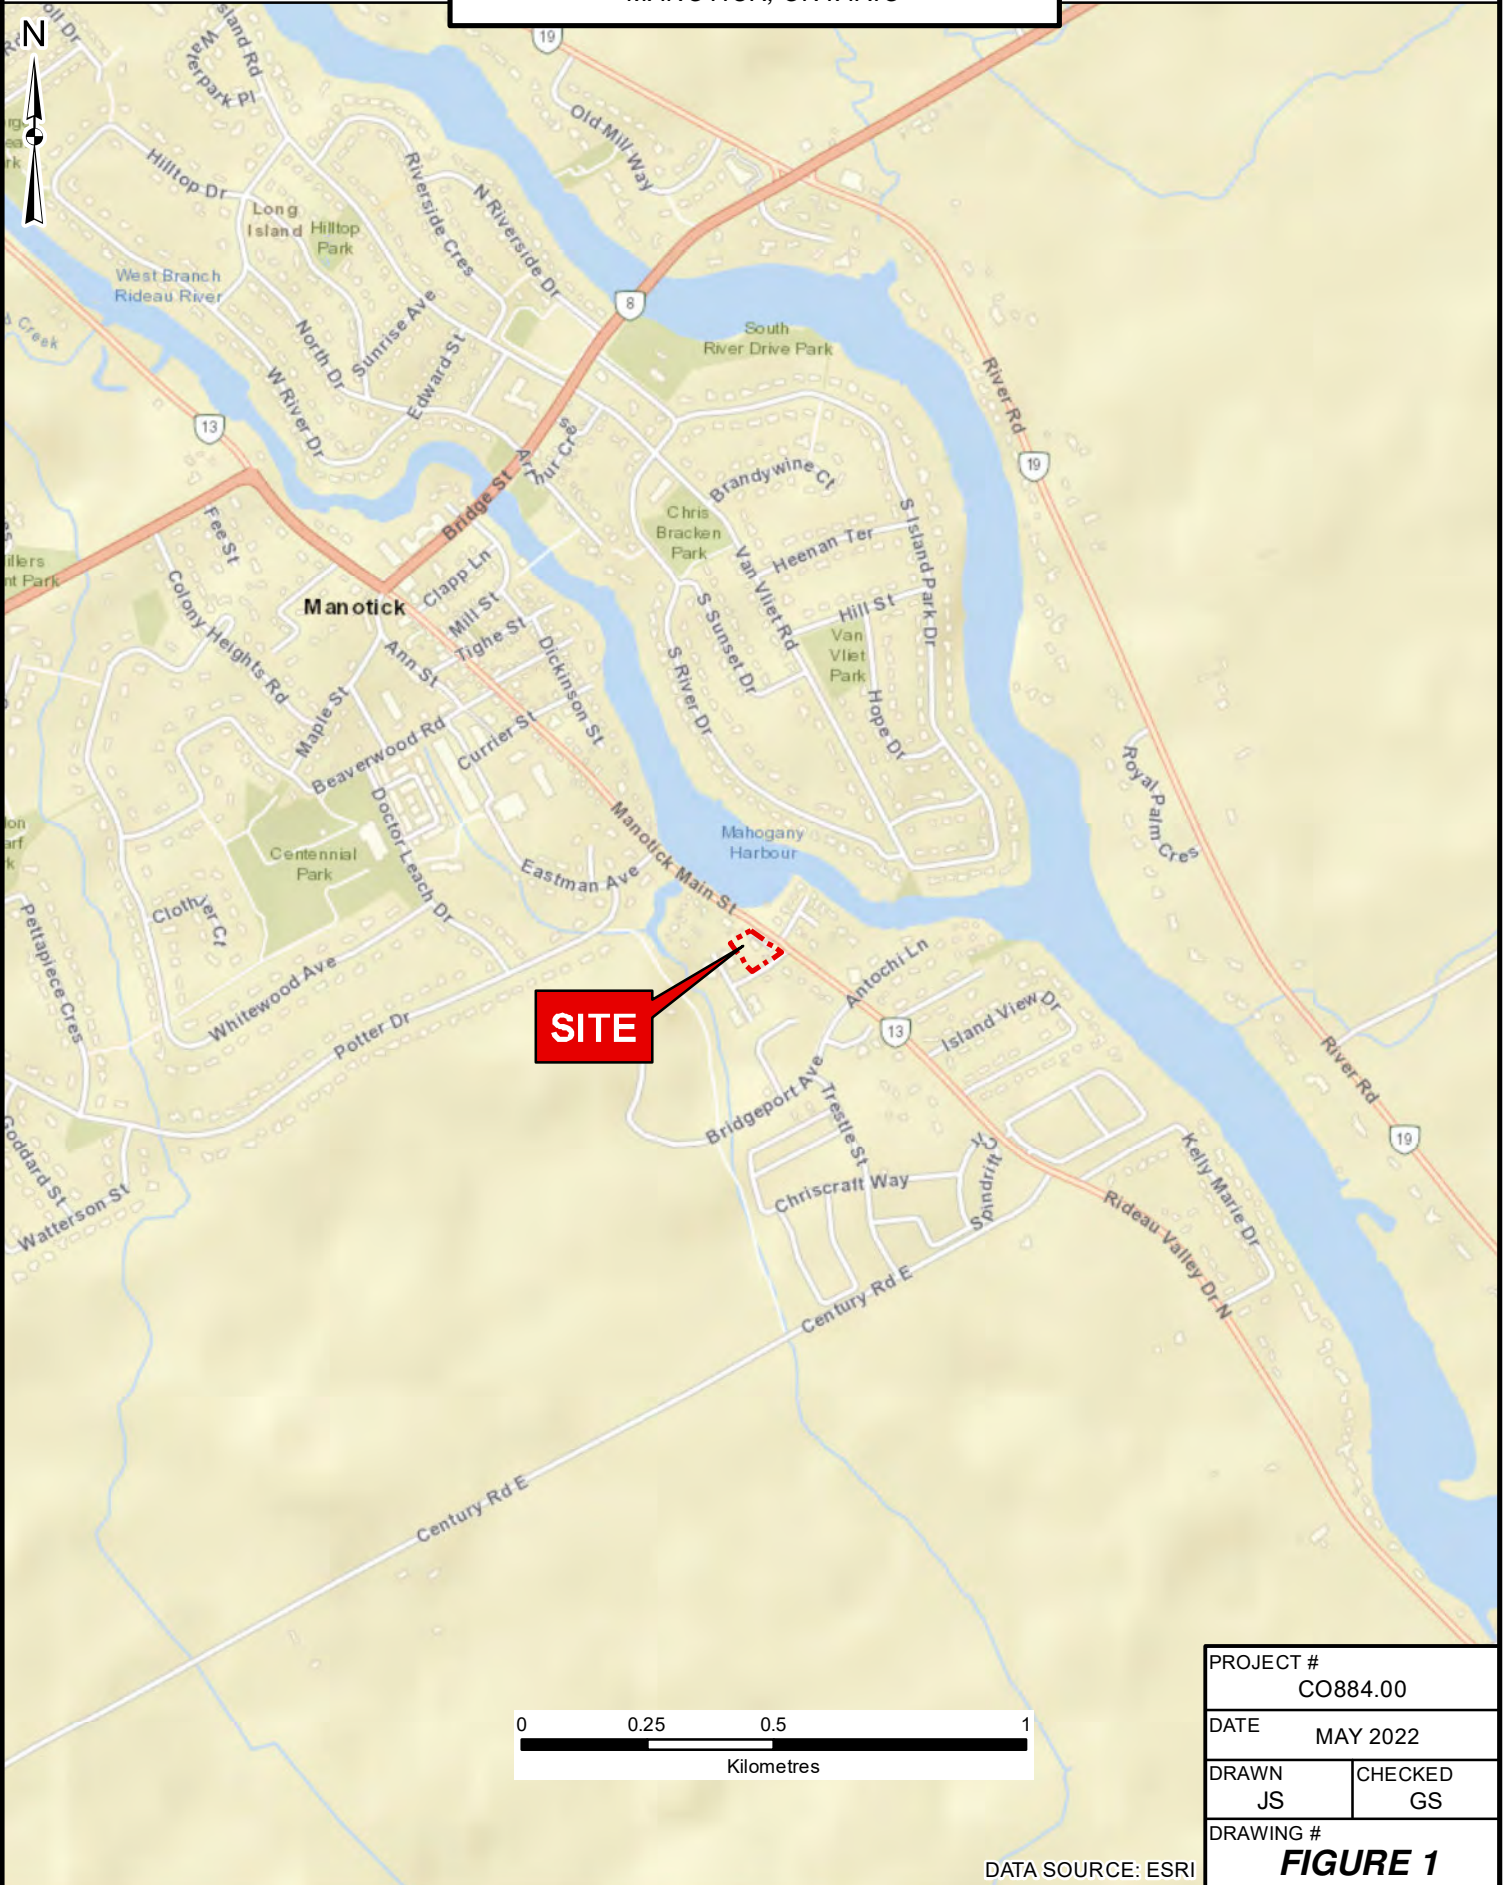 N
19
Waterpark Pl
Old Mill Way
Hilltop Dr
Riverside Cres
N Riverside Dr
Long
Island
Hilltop
Park
West Branch
Rideau River
8
South
River Drive Park
Creek
North Dr
Sunrise Ave
Edward St
W River Dr
River Rd
13
Arthur Cres
Bridge St
Brandywine Ct
19
Fee St
Chris
Bracken
Park
S Island Park Dr
Heenan Ter
Van Vliet Rd
Clapp Ln
Colony Heights Rd
Manotick
Mill St
Hill St
S Sunset Dr
Tighe St
Ann St
Dickinson St
Van
Vliet
Park
S River Dr
Maple St
Hope Dr
Beaverwood Rd
Currier St
Royal Palm Cres
Doctor Leach Dr
Manotick Main St
Mahogany
Harbour
Centennial
Park
Eastman Ave
Clothyer Ct
Pettapiece Cres
Whitewood Ave
Antochi Ln
SITE
Potter Dr
13
Island View Dr
River Rd
Bridgeport Ave
Trestle St
19
Goddard St
Watterson St
Kelly Marie Dr
Chriscraft Way
Spindrift
Rideau Valley Dr N
Century Rd E
Century Rd E
0 0.25 0.5 1
Kilometres
PROJECT #
CO884.00
DATE MAY 2022
DRAWN CHECKED
JS GS
DRAWING #
FIGURE 1
DATA SOURCE: ESRI